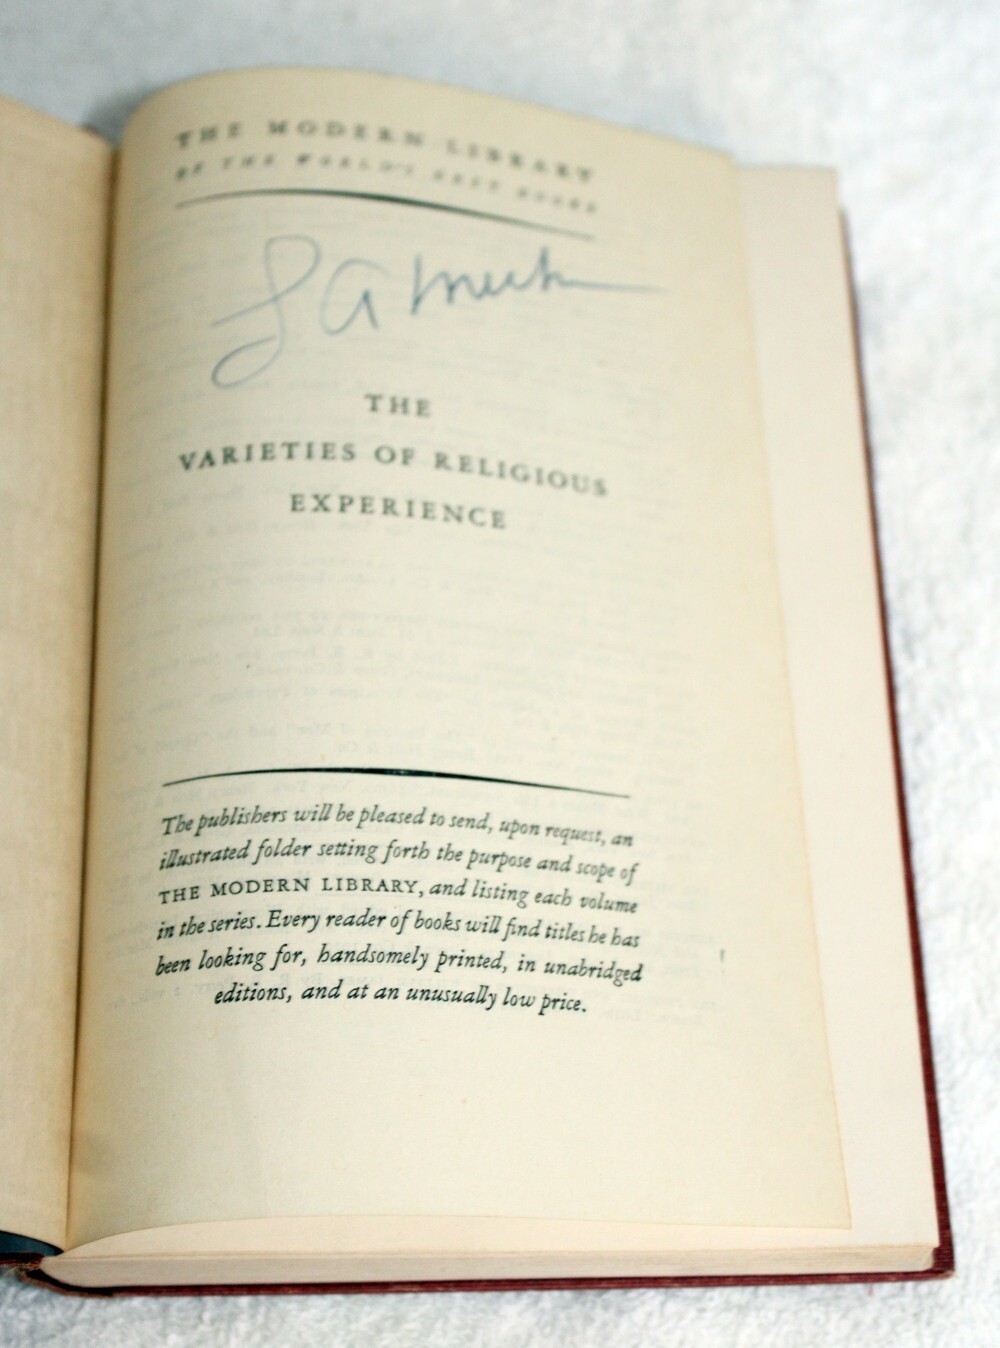 THE MODERN LIBRARY
OF THE WORLD'S BEST BOOKS
THE
VARIETIES OF RELIGIOUS
EXPERIENCE
The publishers will be pleased to send, upon request, an
illustrated folder setting forth the purpose and scope of
THE MODERN LIBRARY, and listing each volume
in the series. Every reader of books will find titles he has
been looking for, handsomely printed, in unabridged
editions, and at an unusually low price.